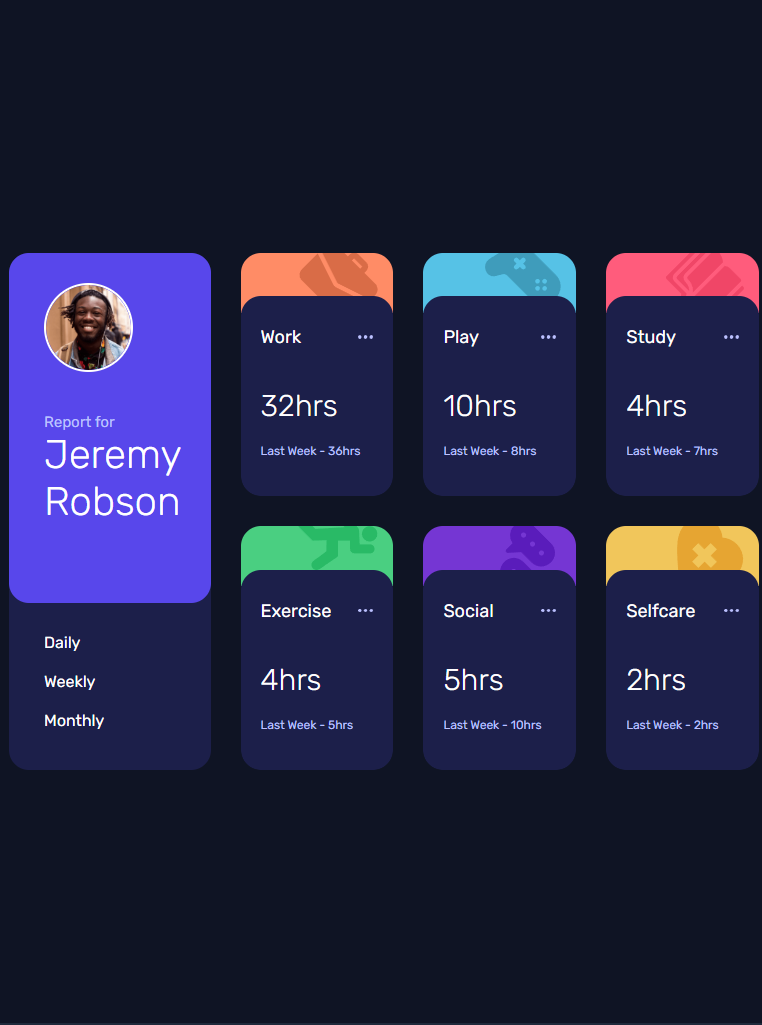 Report for
Jeremy
Robson
Daily
Weekly
Monthly
Work
32hrs
Last Week - 36hrs
Play
10hrs
Last Week - 8hrs
Study
4hrs
Last Week - 7hrs
Exercise
4hrs
Last Week - 5hrs
Social
5hrs
Last Week - 10hrs
Selfcare
2hrs
Last Week - 2hrs